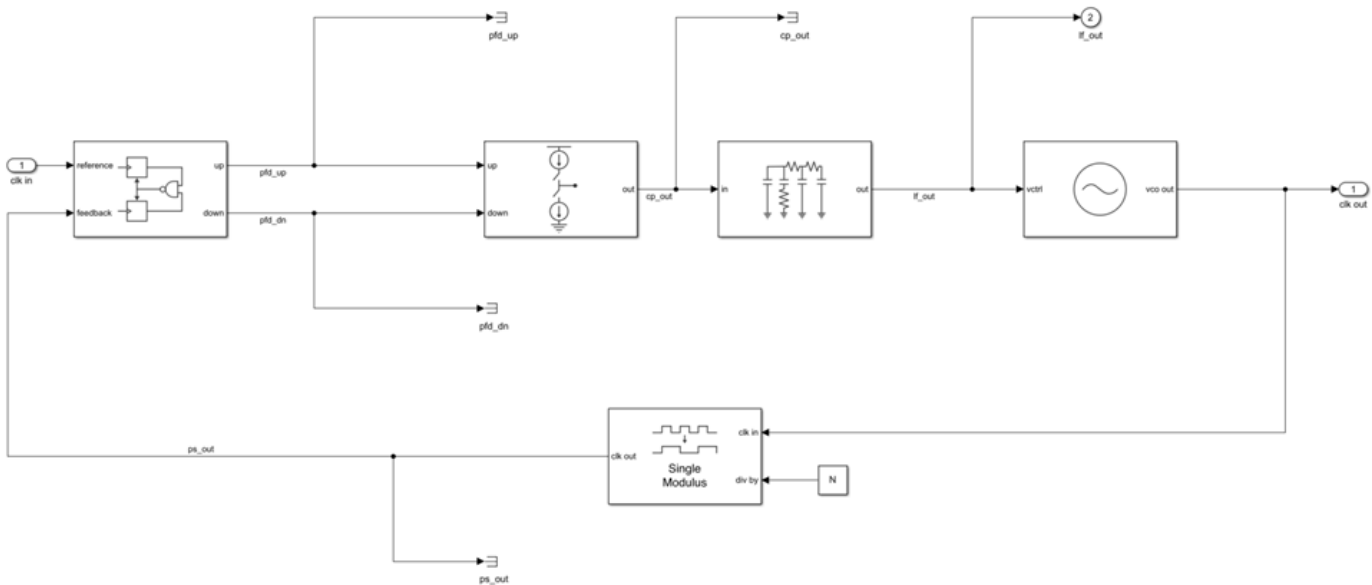 2
pfd_up
cp_out
lf_out
1
clk in
reference
up
feedback
down
pfd_up
pfd_dn
up
down
out
cp_out
in
out
lf_out
vctrl
vco out
1
clk out
pfd_dn
clk in
ps_out
clk out
Single
Modulus
div by
N
ps_out